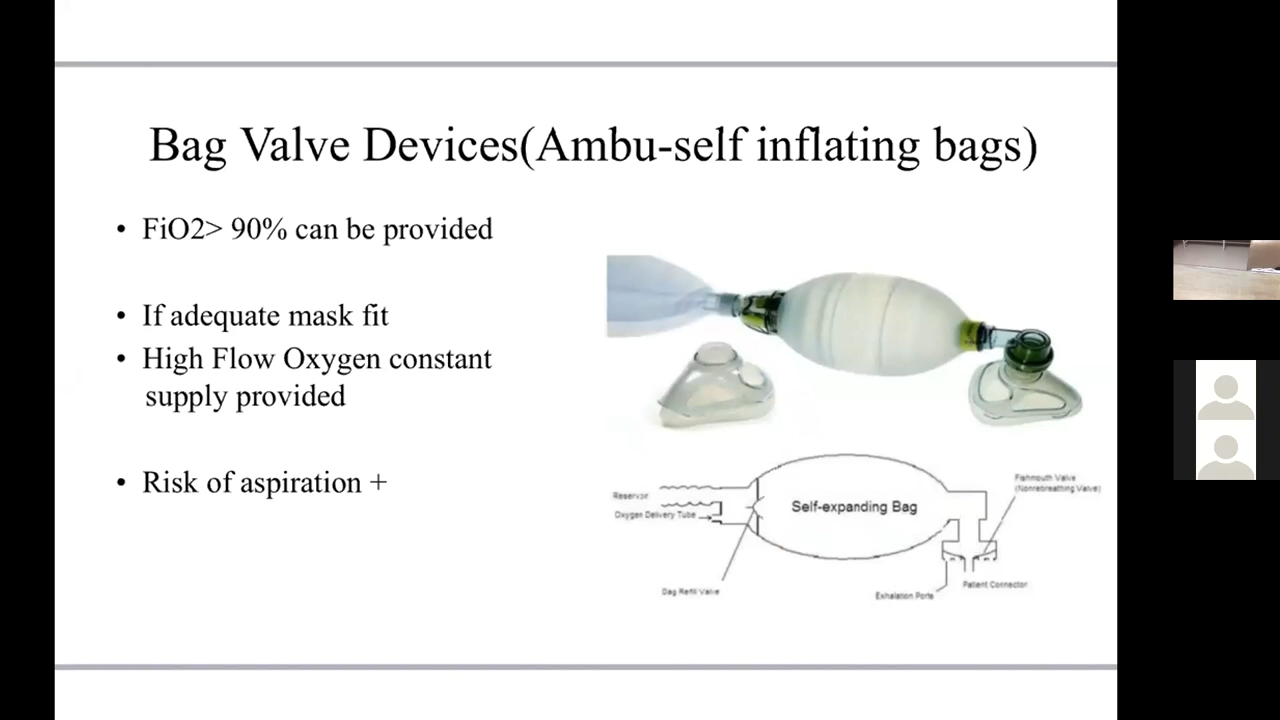 Bag Valve Devices(Ambu-self inflating bags)
• FiO2> 90% can be provided
• If adequate mask fit
• High Flow Oxygen constant
supply provided
• Risk of aspiration +
Fishmouth Valve
(Nonrebreathing Valve)
Reservoir
Oxygen Delivery Tube
Self-expanding Bag
Bag Refill Valve
Exhalation Ports
Patient Connector